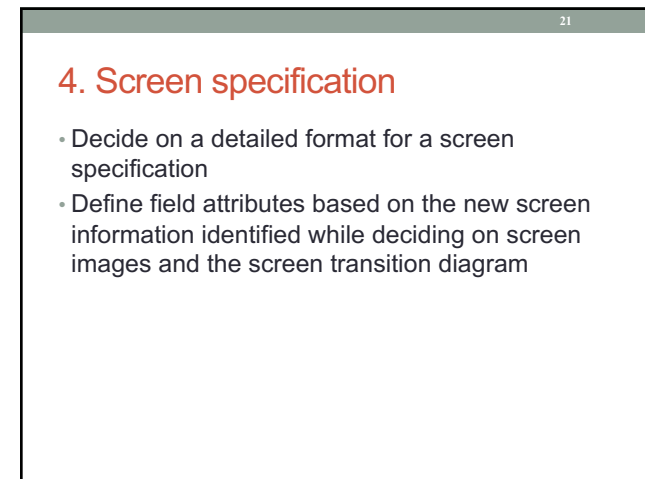 21
4. Screen specification
• Decide on a detailed format for a screen
specification
• Define field attributes based on the new screen
information identified while deciding on screen
images and the screen transition diagram